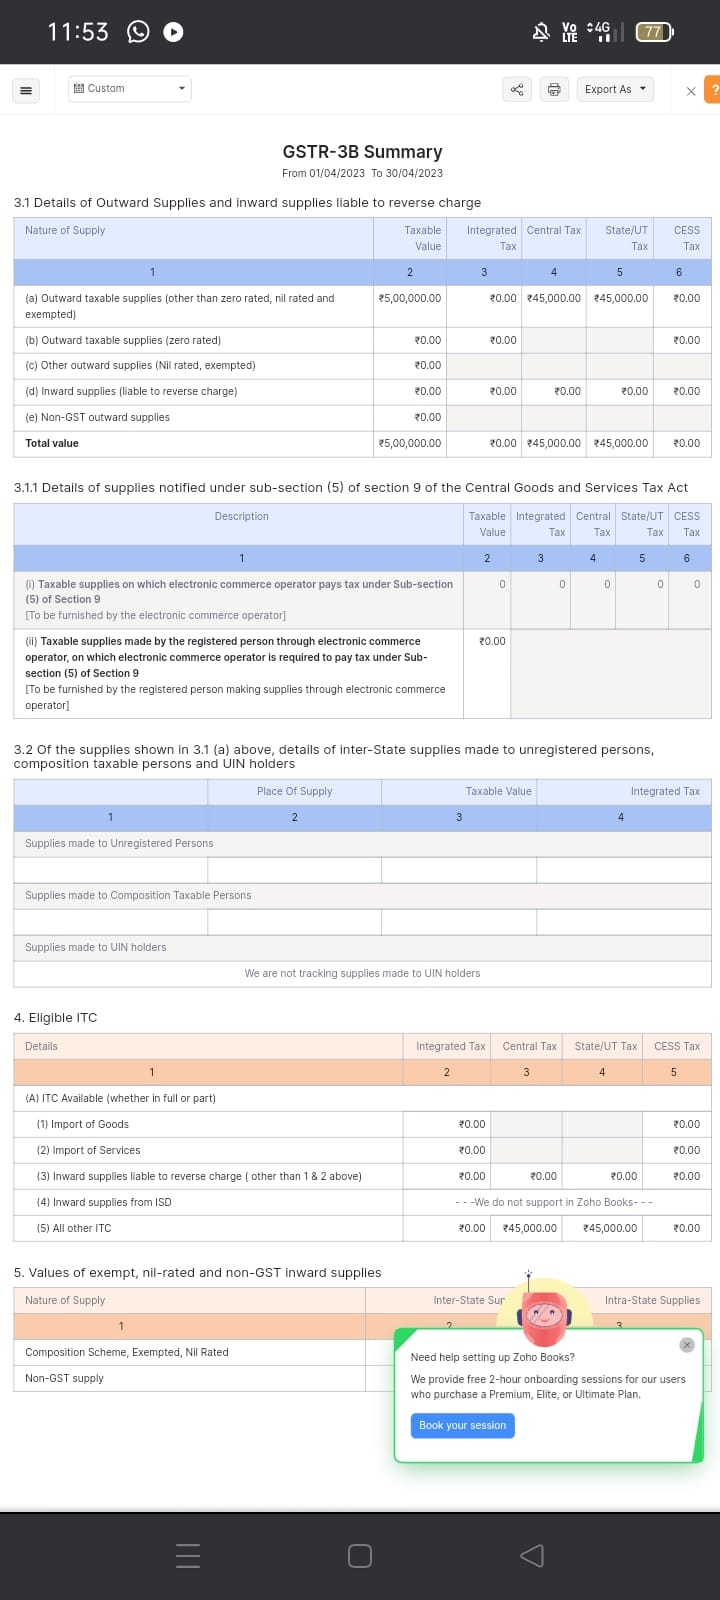 11:53 Vo LTE 4G 77
Custom Export As ?
GSTR-3B Summary
From 01/04/2023 To 30/04/2023
3.1 Details of Outward Supplies and inward supplies liable to reverse charge
Nature of Supply Taxable Value Integrated Tax Central Tax State/UT Tax CESS Tax
1 2 3 4 5 6
(a) Outward taxable supplies (other than zero rated, nil rated and ₹5,00,000.00 ₹0.00 ₹45,000.00 ₹45,000.00 ₹0.00
exempted)
(b) Outward taxable supplies (zero rated) ₹0.00 ₹0.00 ₹0.00
(c) Other outward supplies (Nil rated, exempted) ₹0.00
(d) Inward supplies (liable to reverse charge) ₹0.00 ₹0.00 ₹0.00 ₹0.00 ₹0.00
(e) Non-GST outward supplies ₹0.00
Total value ₹5,00,000.00 ₹0.00 ₹45,000.00 ₹45,000.00 ₹0.00
3.1.1 Details of supplies notified under sub-section (5) of section 9 of the Central Goods and Services Tax Act
Description Taxable Value Integrated Tax Central Tax State/UT Tax CESS Tax
1 2 3 4 5 6
(i) Taxable supplies on which electronic commerce operator pays tax under Sub-section 0 0 0 0 0
(5) of Section 9
[To be furnished by the electronic commerce operator]
(ii) Taxable supplies made by the registered person through electronic commerce ₹0.00
operator, on which electronic commerce operator is required to pay tax under Sub-
section (5) of Section 9
[To be furnished by the registered person making supplies through electronic commerce
operator]
3.2 Of the supplies shown in 3.1 (a) above, details of inter-State supplies made to unregistered persons,
composition taxable persons and UIN holders
Place Of Supply Taxable Value Integrated Tax
1 2 3 4
Supplies made to Unregistered Persons
Supplies made to Composition Taxable Persons
Supplies made to UIN holders
We are not tracking supplies made to UIN holders
4. Eligible ITC
Details Integrated Tax Central Tax State/UT Tax CESS Tax
1 2 3 4 5
(A) ITC Available (whether in full or part)
(1) Import of Goods ₹0.00 ₹0.00
(2) Import of Services ₹0.00 ₹0.00
(3) Inward supplies liable to reverse charge ( other than 1 & 2 above) ₹0.00 ₹0.00 ₹0.00 ₹0.00
(4) Inward supplies from ISD - - -We do not support in Zoho Books- - -
(5) All other ITC ₹0.00 ₹45,000.00 ₹45,000.00 ₹0.00
5. Values of exempt, nil-rated and non-GST inward supplies
Nature of Supply Inter-State Intra-State Supplies
1 2 3
Composition Scheme, Exempted, Nil Rated
Non-GST supply
Need help setting up Zoho Books?
We provide free 2-hour onboarding sessions for our users
who purchase a Premium, Elite, or Ultimate Plan.
Book your session